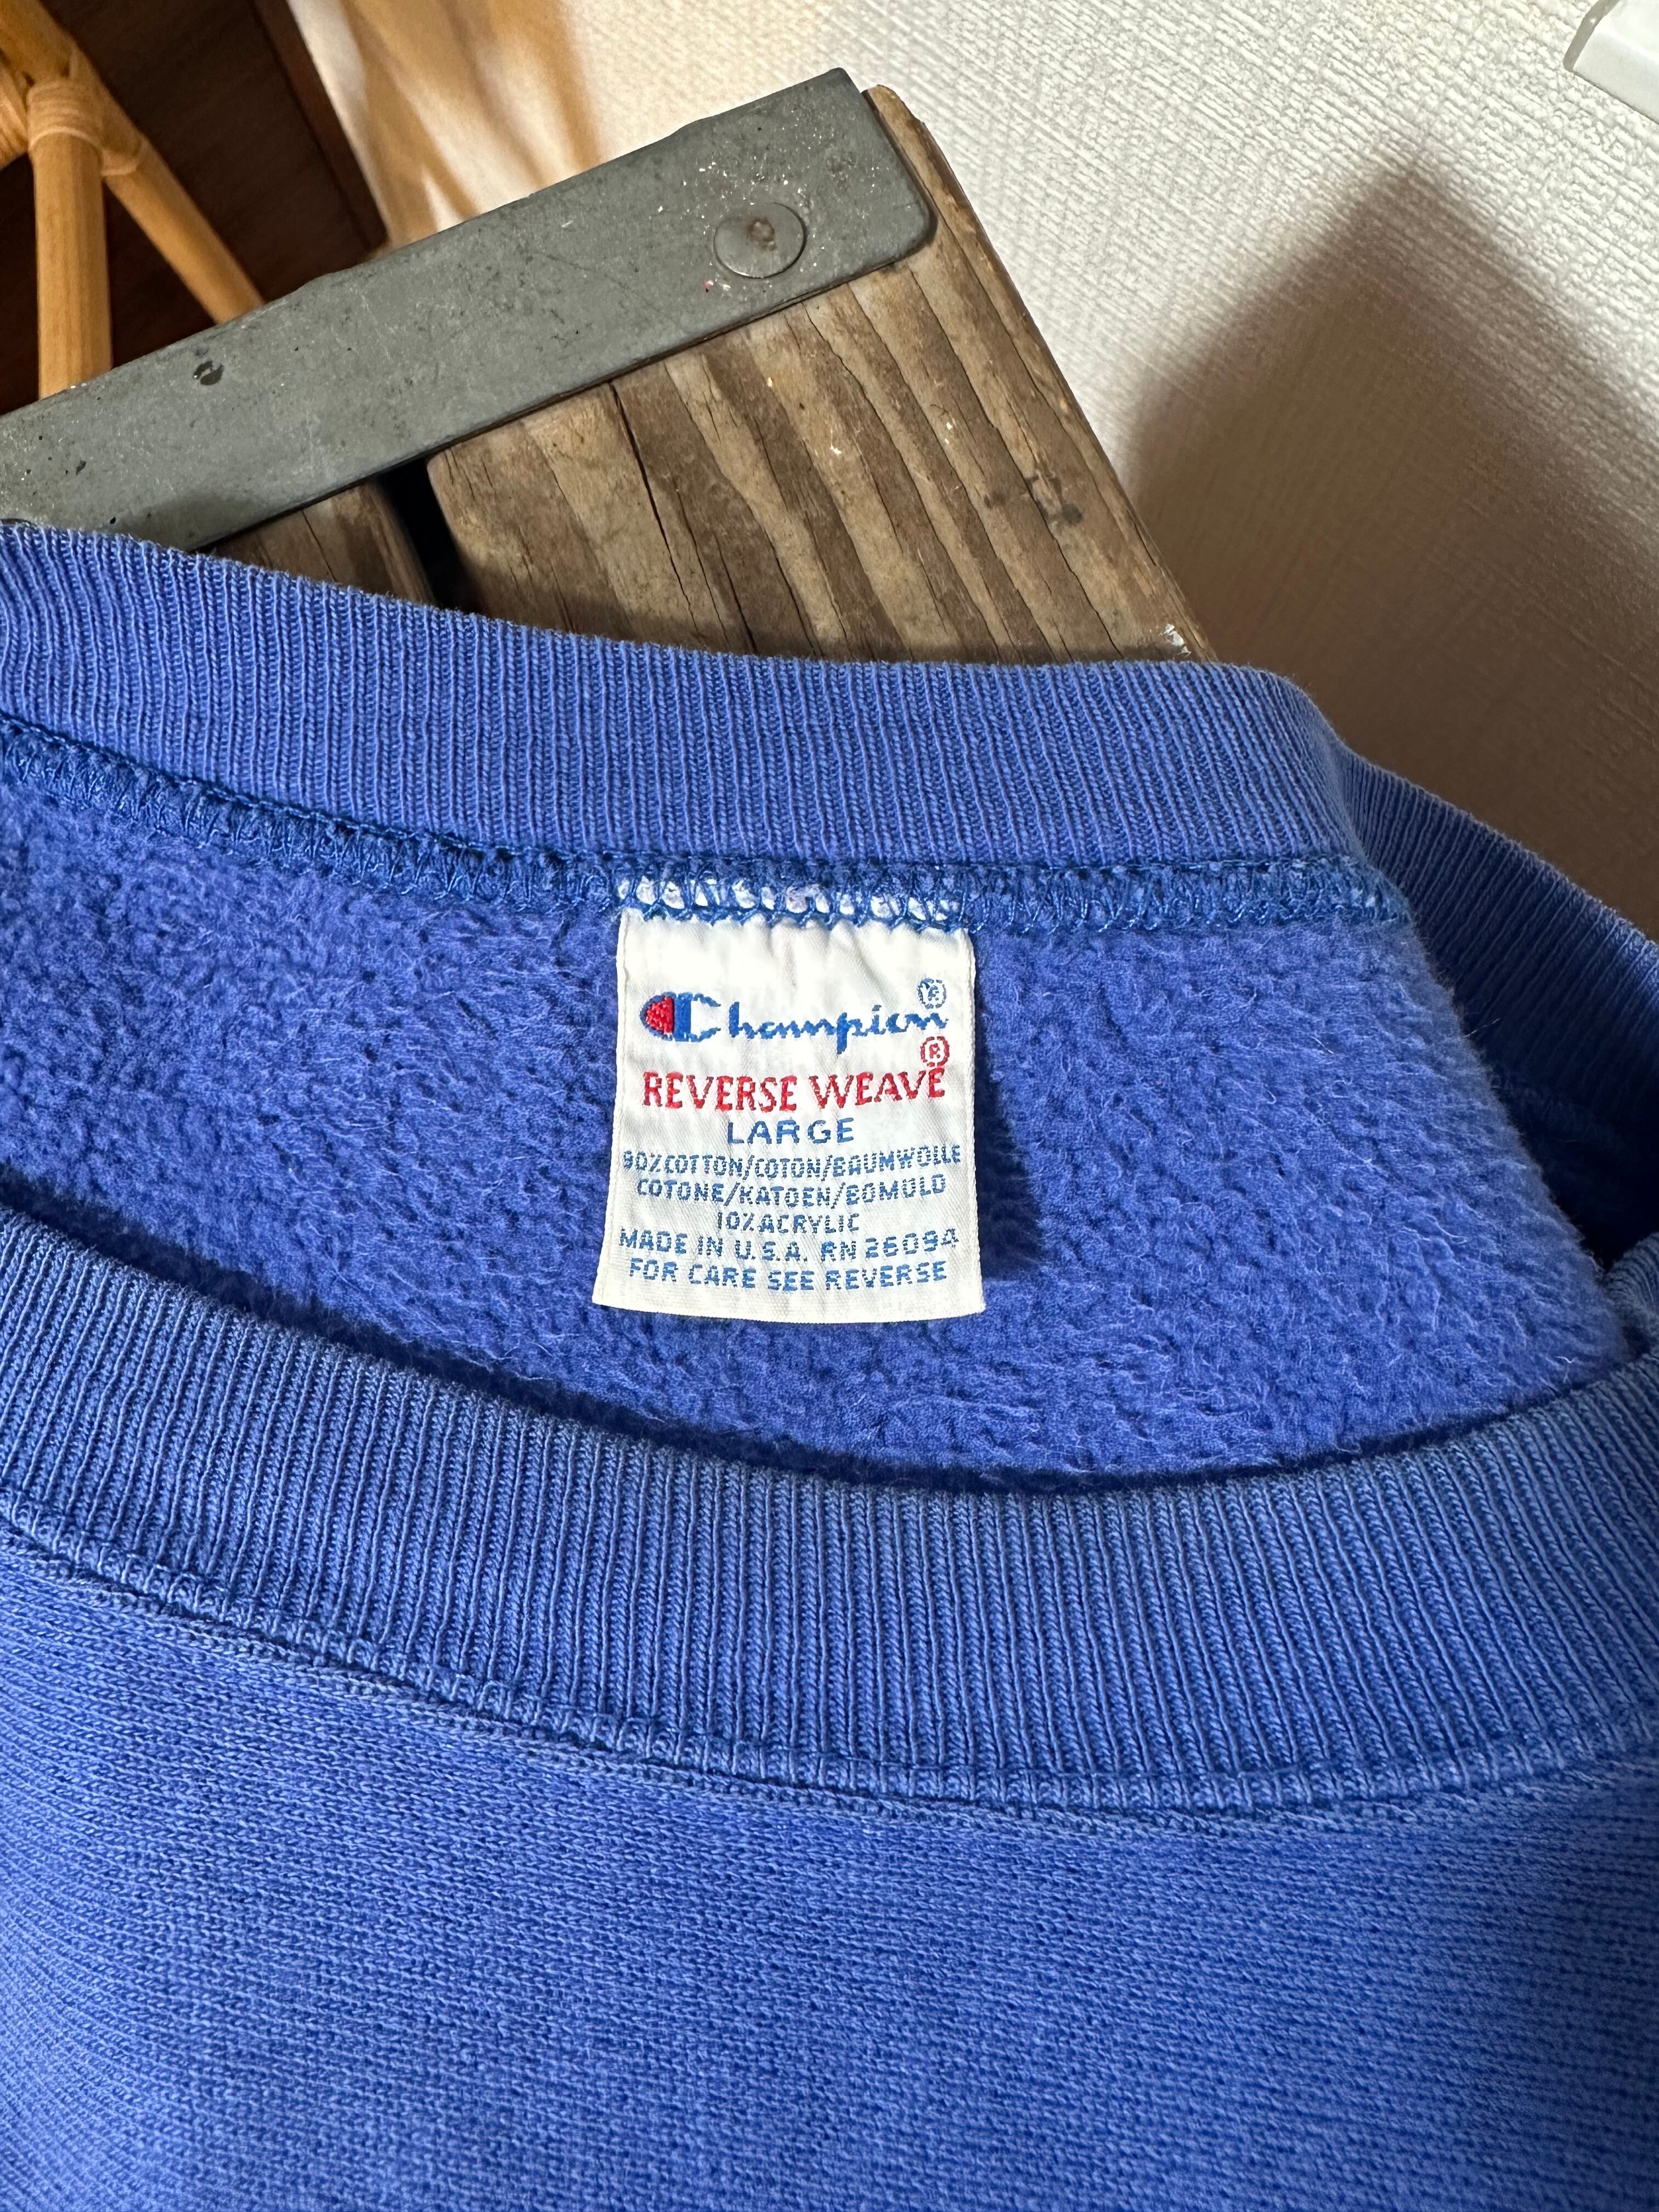 Champion®
REVERSE WEAVE®
LARGE
90% COTTON/COTON/BAUMWOLLE
COTONE/KATOEN/BOMULD
10% ACRYLIC
MADE IN U.S.A. RN 26094
FOR CARE SEE REVERSE